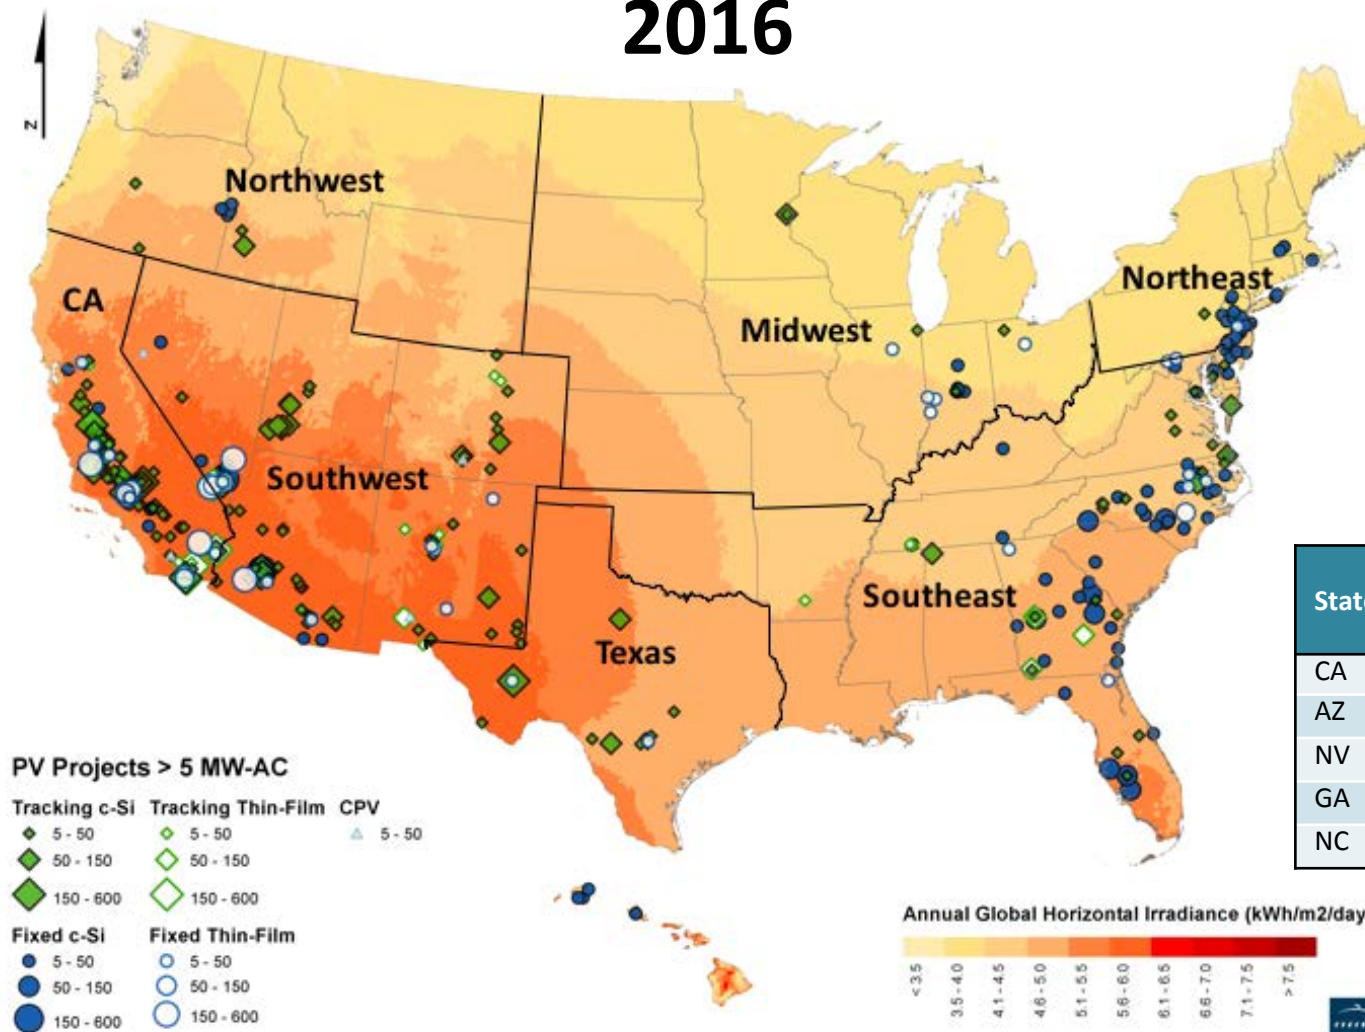 2016
Z
Northwest
CA
Northeast
Midwest
Southwest
Southeast
Texas
State
CA
AZ
NV
GA
NC
PV Projects > 5 MW-AC
Tracking c-Si Tracking Thin-Film CPV
5 - 50 5 - 50 5 - 50
50 - 150 50 - 150
150 - 600 150 - 600
Fixed c-Si Fixed Thin-Film
5 - 50 5 - 50
50 - 150 50 - 150
150 - 600 150 - 600
Annual Global Horizontal Irradiance (kWh/m2/day
< 3.5 3.5 - 4.0 4.1 - 4.5 4.6 - 5.0 5.1 - 5.5 5.6 - 6.0 6.1 - 6.5 6.6 - 7.0 7.1 - 7.5 > 7.5